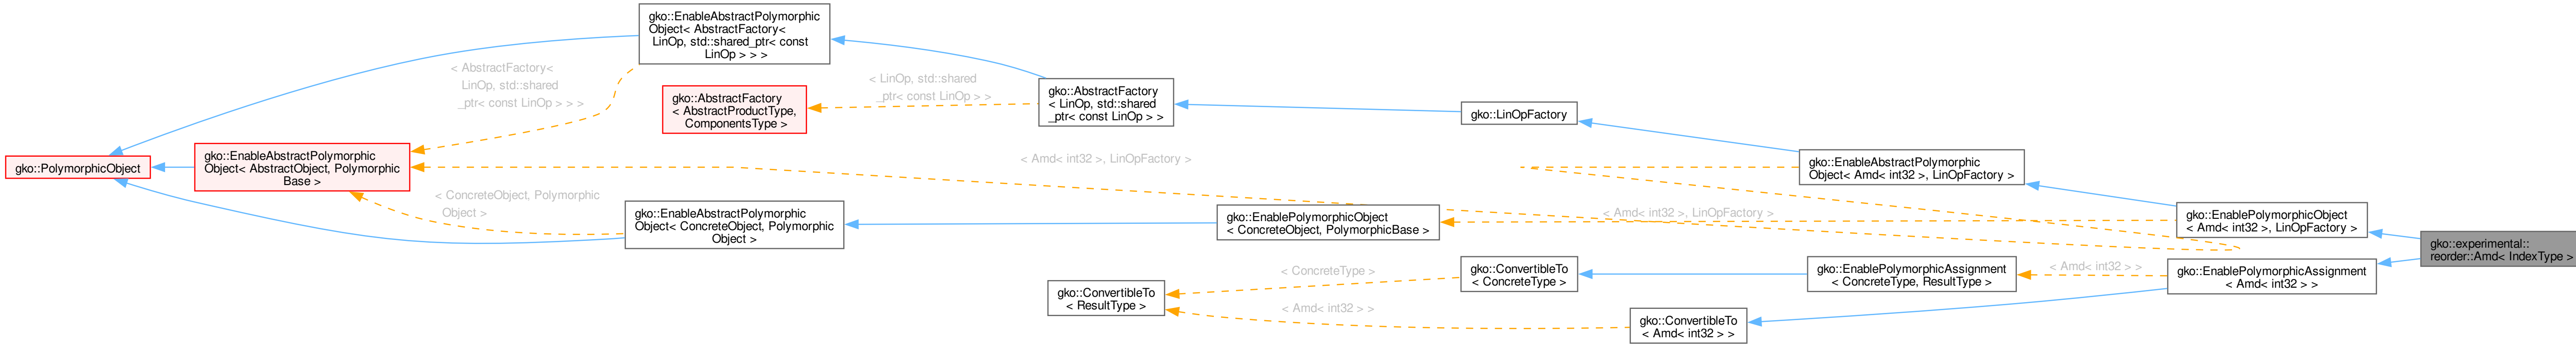 gko::EnableAbstractPolymorphic
Object< AbstractFactory<
LinOp, std::shared_ptr< const
LinOp > > >
< AbstractFactory<
LinOp, std::shared
_ptr< const LinOp > > >
gko::AbstractFactory
< AbstractProductType,
ComponentsType >
< LinOp, std::shared
_ptr< const LinOp > >
gko::AbstractFactory
< LinOp, std::shared
_ptr< const LinOp > >
gko::LinOpFactory
gko::PolymorphicObject
gko::EnableAbstractPolymorphic
Object< AbstractObject, Polymorphic
Base >
< Amd< int32 >, LinOpFactory >
gko::EnableAbstractPolymorphic
Object< Amd< int32 >, LinOpFactory >
< ConcreteObject, Polymorphic
Object >
gko::EnableAbstractPolymorphic
Object< ConcreteObject, Polymorphic
Object >
gko::EnablePolymorphicObject
< ConcreteObject, PolymorphicBase >
< Amd< int32 >, LinOpFactory >
gko::EnablePolymorphicObject
< Amd< int32 >, LinOpFactory >
gko::experimental::
reorder::Amd< IndexType >
gko::ConvertibleTo
< ResultType >
< ConcreteType >
gko::ConvertibleTo
< ConcreteType >
gko::EnablePolymorphicAssignment
< ConcreteType, ResultType >
< Amd< int32 > >
gko::EnablePolymorphicAssignment
< Amd< int32 > >
< Amd< int32 > >
gko::ConvertibleTo
< Amd< int32 > >